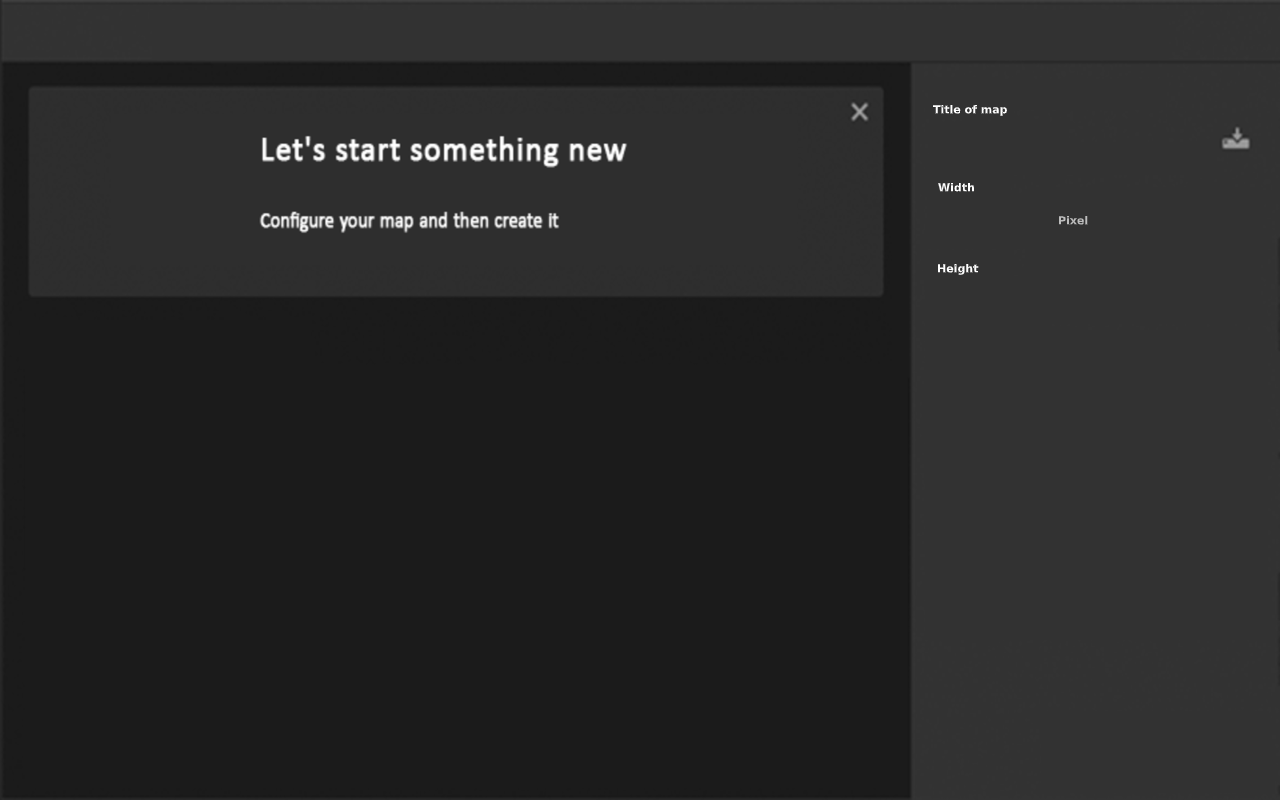 Let's start something new
Configure your map and then create it
Title of map
Width
Pixel
Height